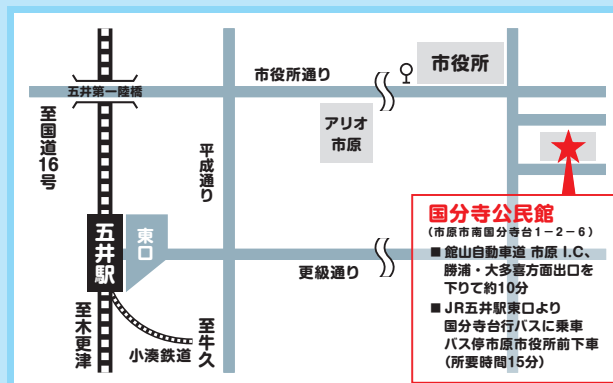 市役所
市役所通り
五井第一陸橋
アリオ
市原
至国道16号
平成通り
国分寺公民館
(市原市南国分寺台1−2−6)
■ 館山自動車道 市原 I.C、
勝浦・大多喜方面出口を
下りて約10分
■ JR五井駅東口より
国分寺台行バスに乗車
バス停市原市役所前下車
(所要時間15分)
五井駅
東口
更級通り
至木更津
小湊鉄道
至牛久